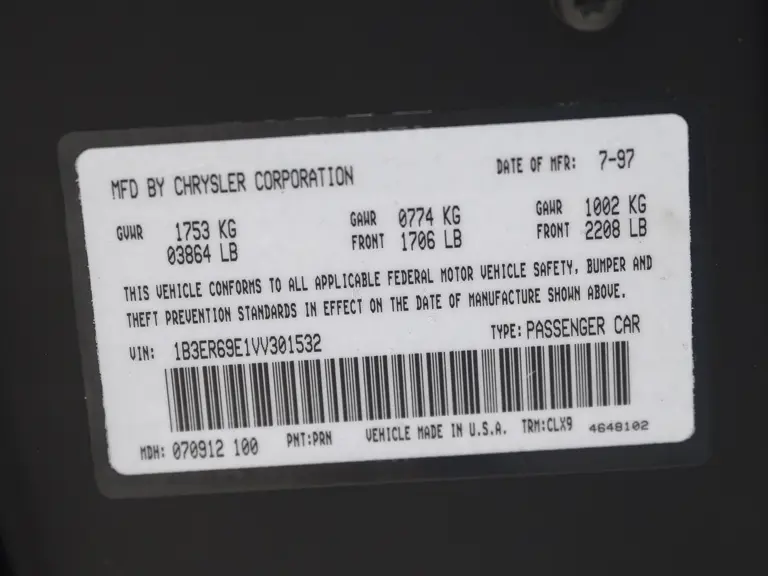 MFD BY CHRYSLER CORPORATION DATE OF MFR: 7-97
GVWR 1753 KG GAWR 0774 KG GAWR 1002 KG
03864 LB FRONT 1706 LB FRONT 2208 LB
THIS VEHICLE CONFORMS TO ALL APPLICABLE FEDERAL MOTOR VEHICLE SAFETY, BUMPER AND
THEFT PREVENTION STANDARDS IN EFFECT ON THE DATE OF MANUFACTURE SHOWN ABOVE.
VIN: 1B3ER69E1VV301532 TYPE: PASSENGER CAR
MDH: 070912 100 PNT:PRN VEHICLE MADE IN U.S.A. TRM:CLX9 4648102